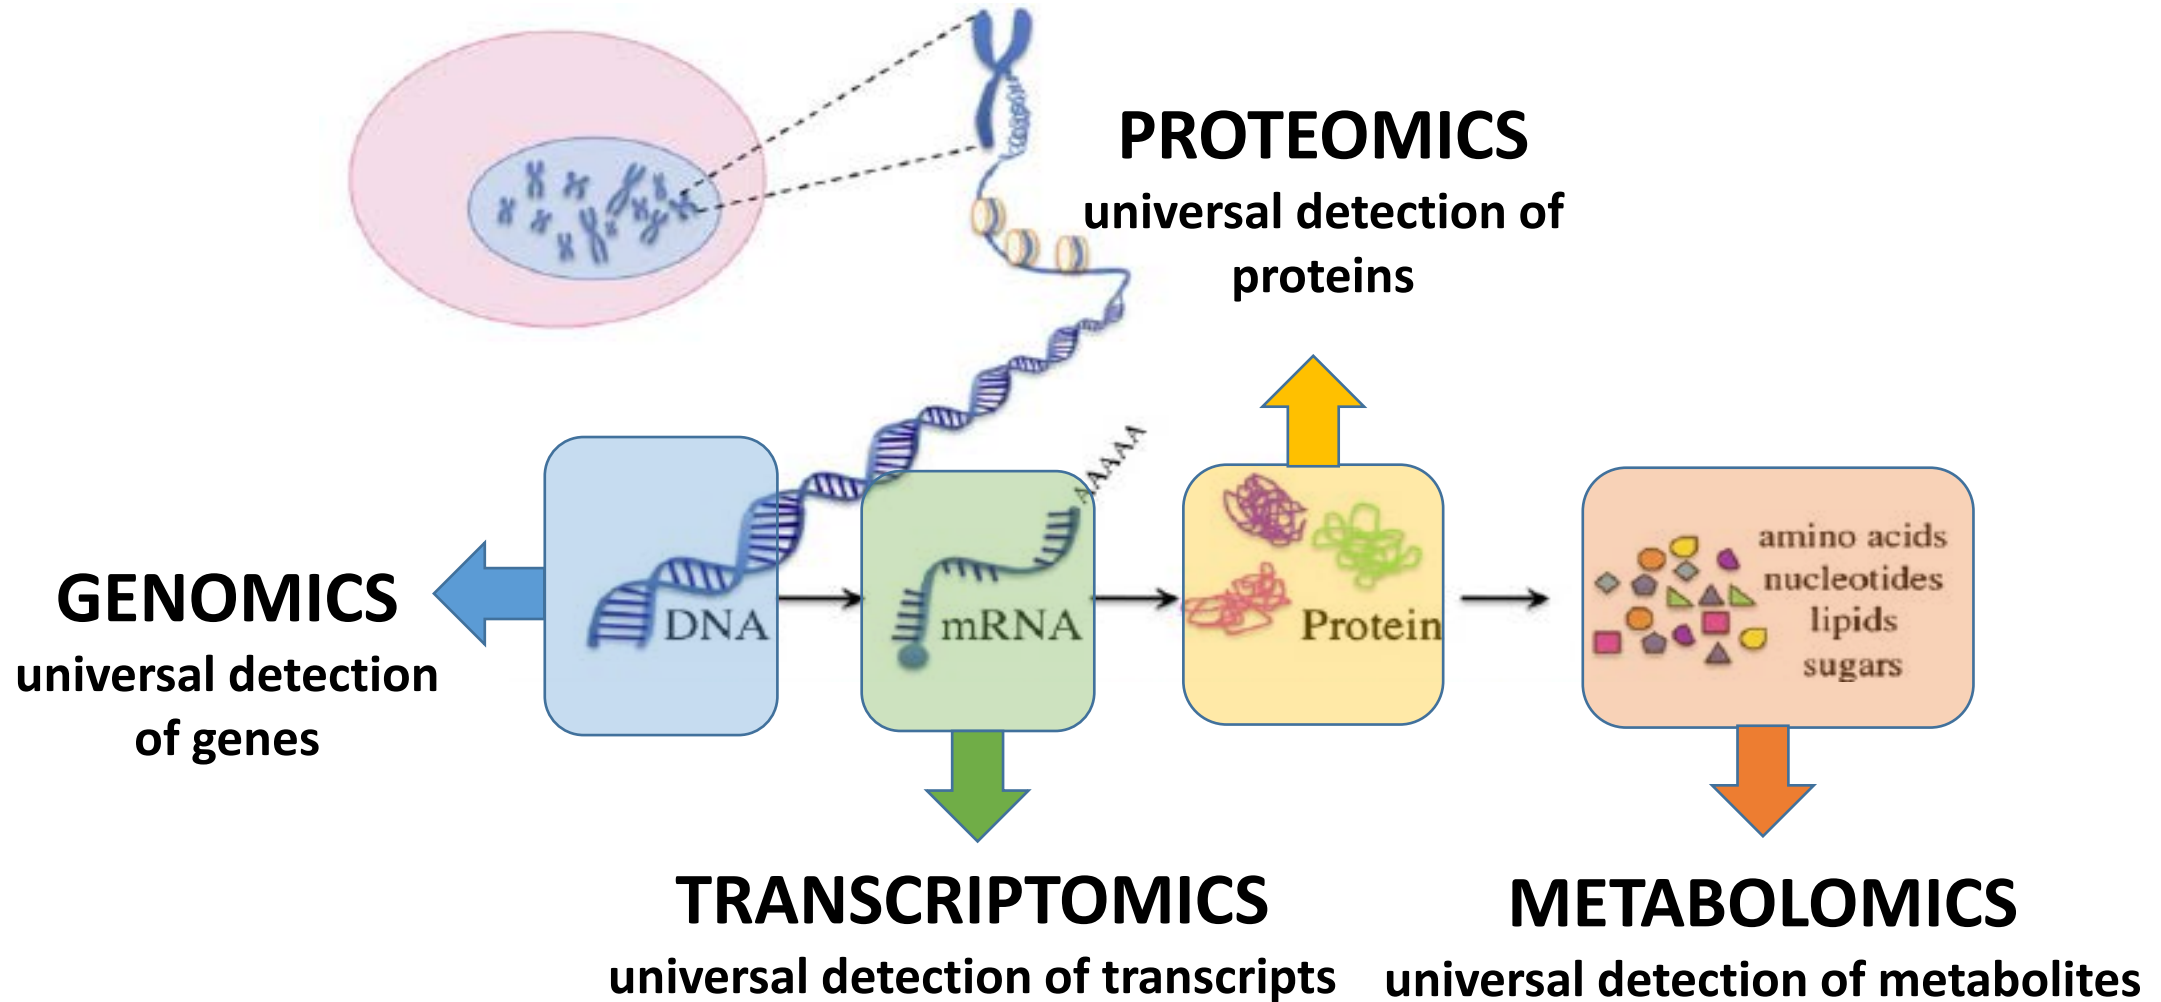 PROTEOMICS
universal detection of
proteins
AAAAA
GENOMICS
universal detection
of genes
DNA
mRNA
Protein
amino acids
nucleotides
lipids
sugars
TRANSCRIPTOMICS
universal detection of transcripts
METABOLOMICS
universal detection of metabolites